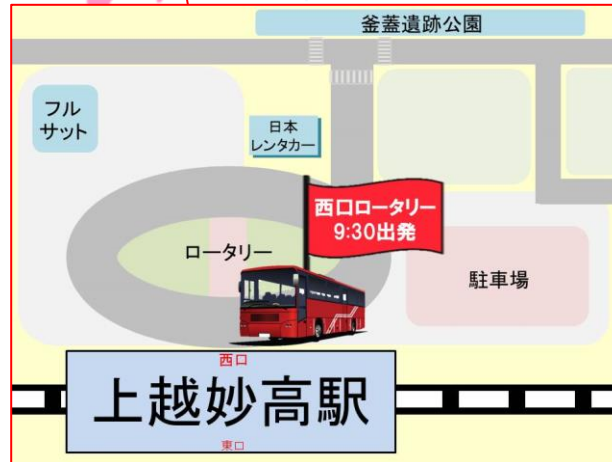 釜蓋遺跡公園
フル
サット
日本
レンタカー
西口ロータリー
9:30出発
ロータリー
駐車場
西口
上越妙高駅
東口